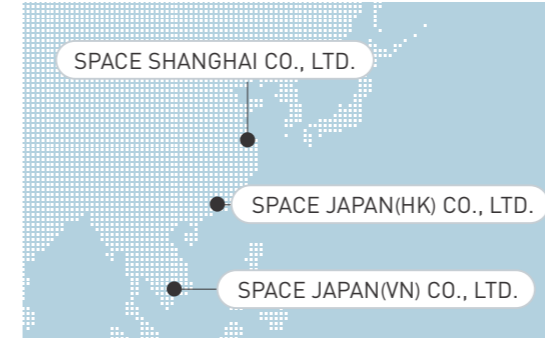 SPACE SHANGHAI CO., LTD.
SPACE JAPAN(HK) CO., LTD.
SPACE JAPAN(VN) CO., LTD.